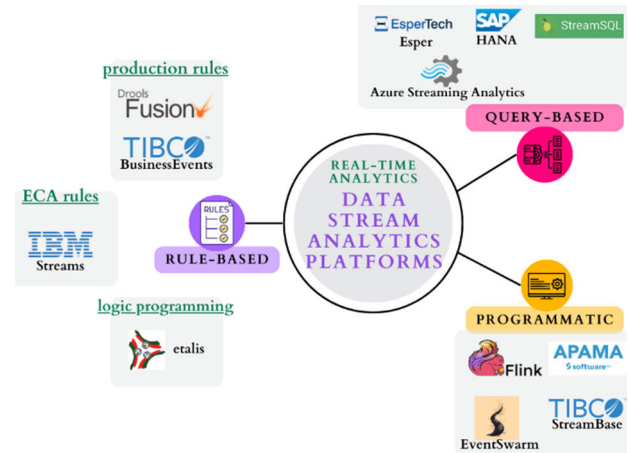 EsperTech
Esper
SAP
HANA
StreamSQL
Azure Streaming Analytics
QUERY-BASED
production rules
Drools
Fusion
TIBCO™
BusinessEvents
ECA rules
IBM
Streams
RULES
RULE-BASED
logic programming
etalis
REAL-TIME
ANALYTICS
DATA
STREAM
ANALYTICS
PLATFORMS
PROGRAMMATIC
Flink
APAMA
software
EventSwarm
TIBCO™
StreamBase